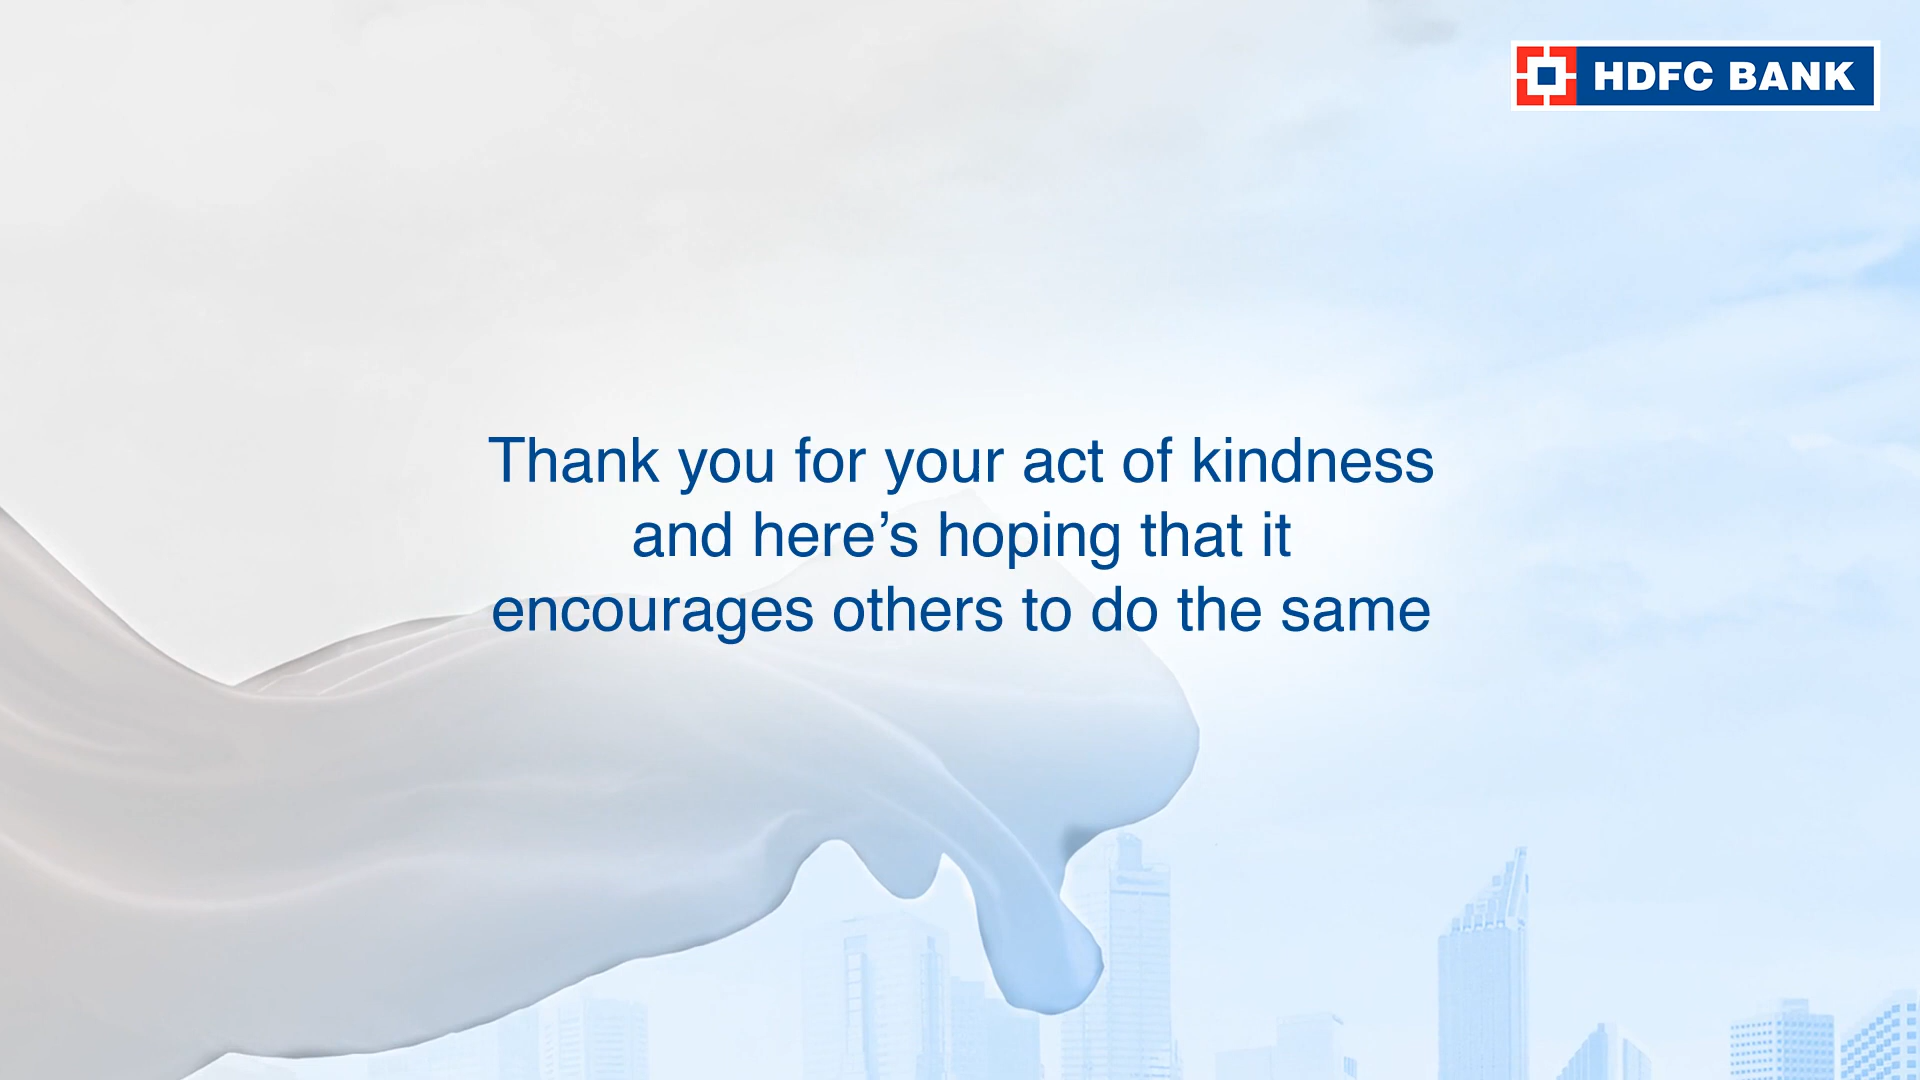 HDFC BANK
Thank you for your act of kindness
and here’s hoping that it
encourages others to do the same